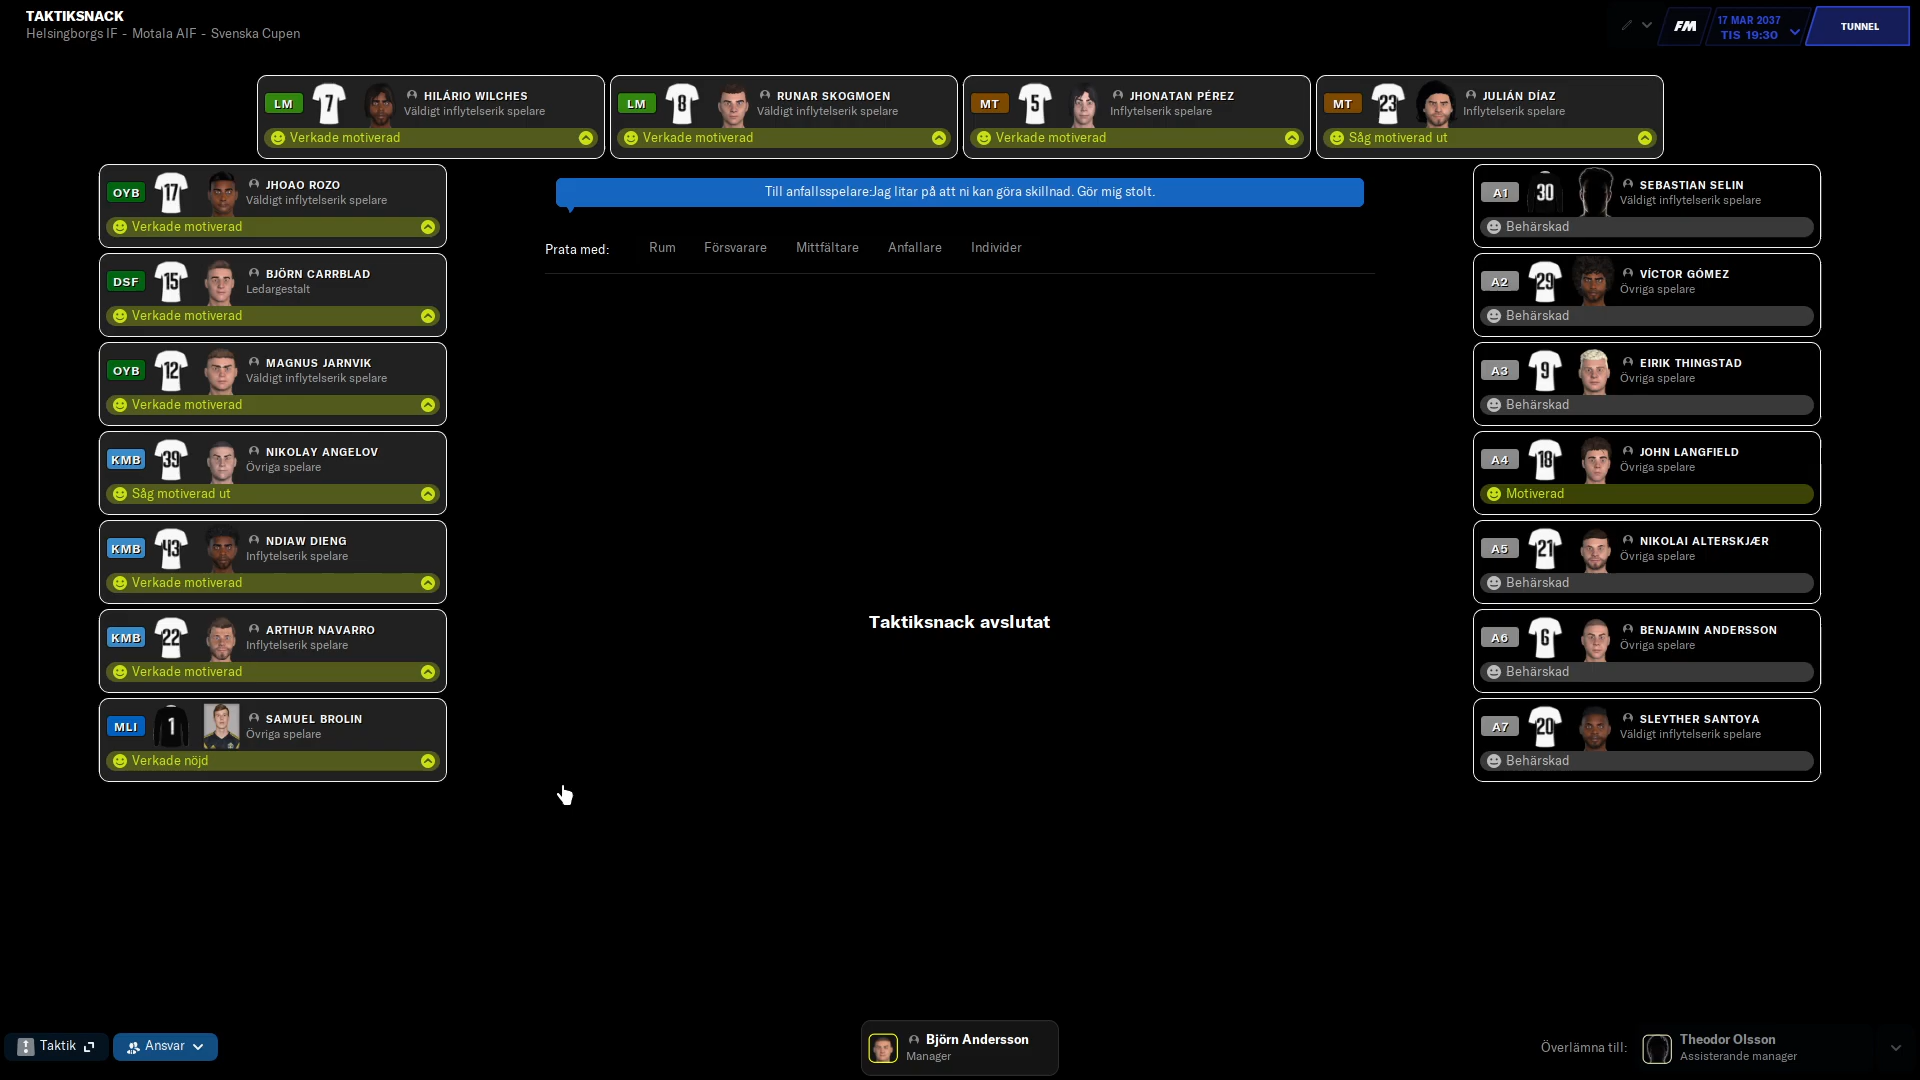 TAKTIKSNACK
Helsingborgs IF - Motala AIF - Svenska Cupen
FM
17 MAR 2037
TIS 19:30
TUNNEL
LM
7
HILÁRIO WILCHES
Väldigt inflytelserik spelare
Verkade motiverad
LM
8
RUNAR SKOGMOEN
Väldigt inflytelserik spelare
Verkade motiverad
MT
5
JHONATAN PÉREZ
Inflytelserik spelare
Verkade motiverad
MT
23
JULIÁN DÍAZ
Inflytelserik spelare
Såg motiverad ut
OYB
17
JHOAO ROZO
Väldigt inflytelserik spelare
Verkade motiverad
DSF
15
BJÖRN CARRBLAD
Ledargestalt
Verkade motiverad
OYB
12
MAGNUS JARNVIK
Väldigt inflytelserik spelare
Verkade motiverad
KMB
39
NIKOLAY ANGELOV
Övriga spelare
Såg motiverad ut
KMB
43
NDIAW DIENG
Inflytelserik spelare
Verkade motiverad
KMB
22
ARTHUR NAVARRO
Inflytelserik spelare
Verkade motiverad
MLI
1
SAMUEL BROLIN
Övriga spelare
Verkade nöjd
Till anfallsspelare:Jag litar på att ni kan göra skillnad. Gör mig stolt.
Prata med: Rum Försvarare Mittfältare Anfallare Individer
Taktiksnack avslutat
A1
30
SEBASTIAN SELIN
Väldigt inflytelserik spelare
Behärskad
A2
29
VÍCTOR GÓMEZ
Övriga spelare
Behärskad
A3
9
EIRIK THINGSTAD
Övriga spelare
Behärskad
A4
18
JOHN LANGFIELD
Övriga spelare
Motiverad
A5
21
NIKOLAI ALTERSKJÆR
Övriga spelare
Behärskad
A6
6
BENJAMIN ANDERSSON
Övriga spelare
Behärskad
A7
20
SLEYTHER SANTOYA
Väldigt inflytelserik spelare
Behärskad
Taktik
Ansvar
Björn Andersson
Manager
Överlämna till:
Theodor Olsson
Assisterande manager